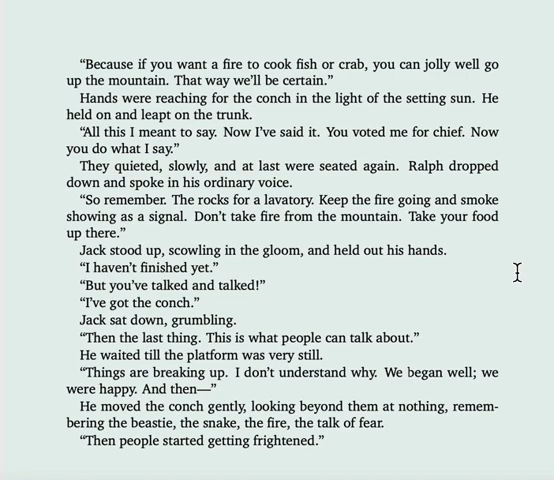 “Because if you want a fire to cook fish or crab, you can jolly well go
up the mountain. That way we’ll be certain.”
Hands were reaching for the conch in the light of the setting sun. He
held on and leapt on the trunk.
“All this I meant to say. Now I’ve said it. You voted me for chief. Now
you do what I say.”
They quieted, slowly, and at last were seated again. Ralph dropped
down and spoke in his ordinary voice.
“So remember. The rocks for a lavatory. Keep the fire going and smoke
showing as a signal. Don’t take fire from the mountain. Take your food
up there.”
Jack stood up, scowling in the gloom, and held out his hands.
“I haven’t finished yet.”
“But you’ve talked and talked!”
“I’ve got the conch.”
Jack sat down, grumbling.
“Then the last thing. This is what people can talk about.”
He waited till the platform was very still.
“Things are breaking up. I don’t understand why. We began well; we
were happy. And then—”
He moved the conch gently, looking beyond them at nothing, remem-
bering the beastie, the snake, the fire, the talk of fear.
“Then people started getting frightened.”